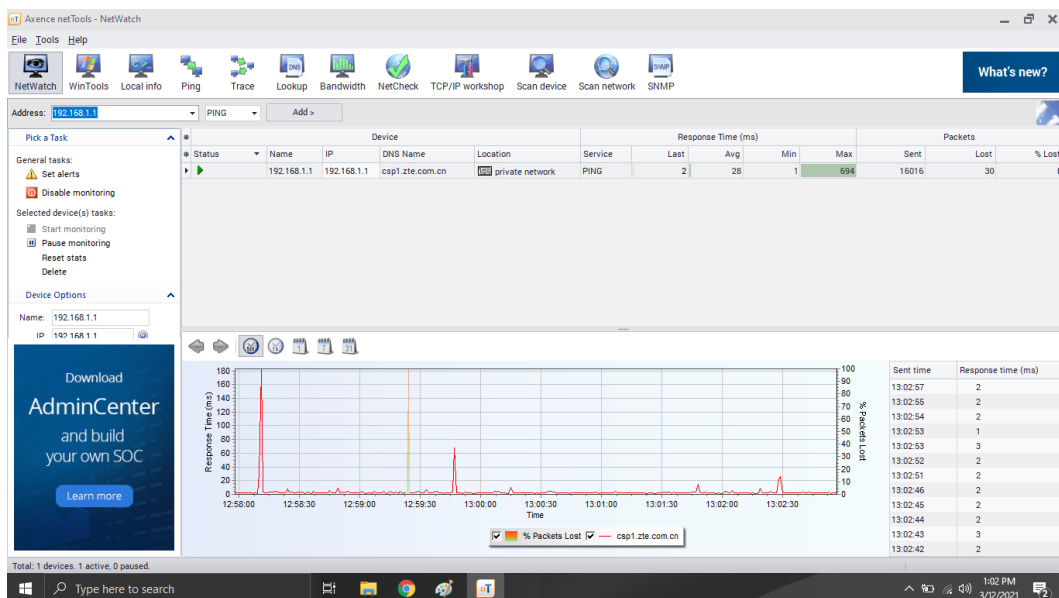 nT Axence netTools - NetWatch
File Tools Help
NetWatch WinTools Local info Ping Trace Lookup Bandwidth NetCheck TCP/IP workshop Scan device Scan network SNMP
What's new?
Address: 192.168.1.1 PING Add >
Pick a Task
General tasks:
Set alerts
Disable monitoring
Selected device(s) tasks:
Start monitoring
Pause monitoring
Reset stats
Delete
Device Options
Name: 192.168.1.1
IP 192.168.1.1
Download
AdminCenter
and build
your own SOC
Learn more
Device Response Time (ms) Packets
Status Name IP DNS Name Location Service Last Avg Min Max Sent Lost % Lost
192.168.1.1 192.168.1.1 csp1.zte.com.cn private network PING 2 28 1 694 16016 30
180
160
140
120
100
80
60
40
20
0
Response Time (ms)
100
90
80
70
60
50
40
30
20
10
0
% Packets Lost
12:58:00 12:58:30 12:59:00 12:59:30 13:00:00 13:00:30 13:01:00 13:01:30 13:02:00 13:02:30
Time
% Packets Lost csp1.zte.com.cn
Sent time Response time (ms)
13:02:57 2
13:02:55 2
13:02:54 2
13:02:53 1
13:02:53 3
13:02:52 2
13:02:51 2
13:02:46 2
13:02:45 2
13:02:44 2
13:02:43 3
13:02:42 2
Total: 1 devices. 1 active, 0 paused.
Type here to search
nT
1:02 PM
3/12/2021